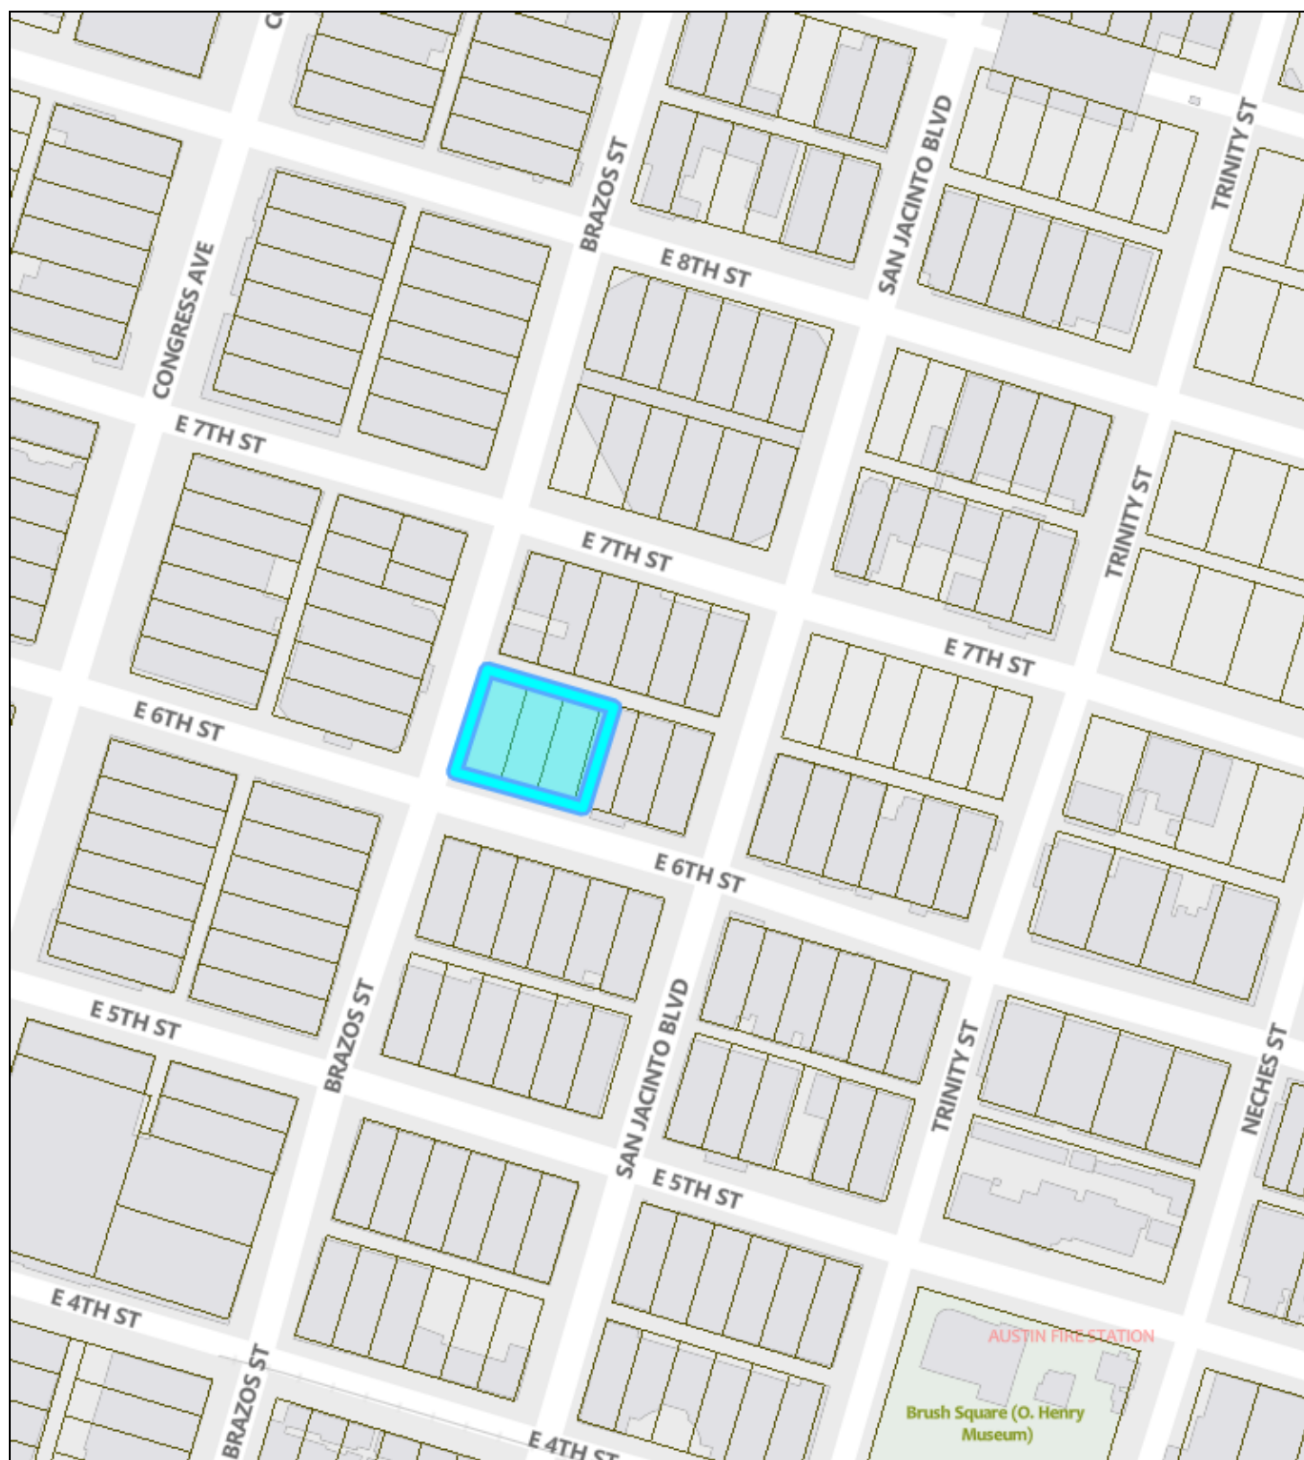 CO
BRAZOS ST
SAN JACINTO BLVD
TRINITY ST
E 8TH ST
CONGRESS AVE
E 7TH ST
E 7TH ST
TRINITY ST
E 7TH ST
E 6TH ST
E 6TH ST
E 5TH ST
BRAZOS ST
SAN JACINTO BLVD
TRINITY ST
NECHES ST
E 5TH ST
E 4TH ST
AUSTIN FIRE STATION
BRAZOS ST
Brush Square (O. Henry
Museum)
E 4TH ST